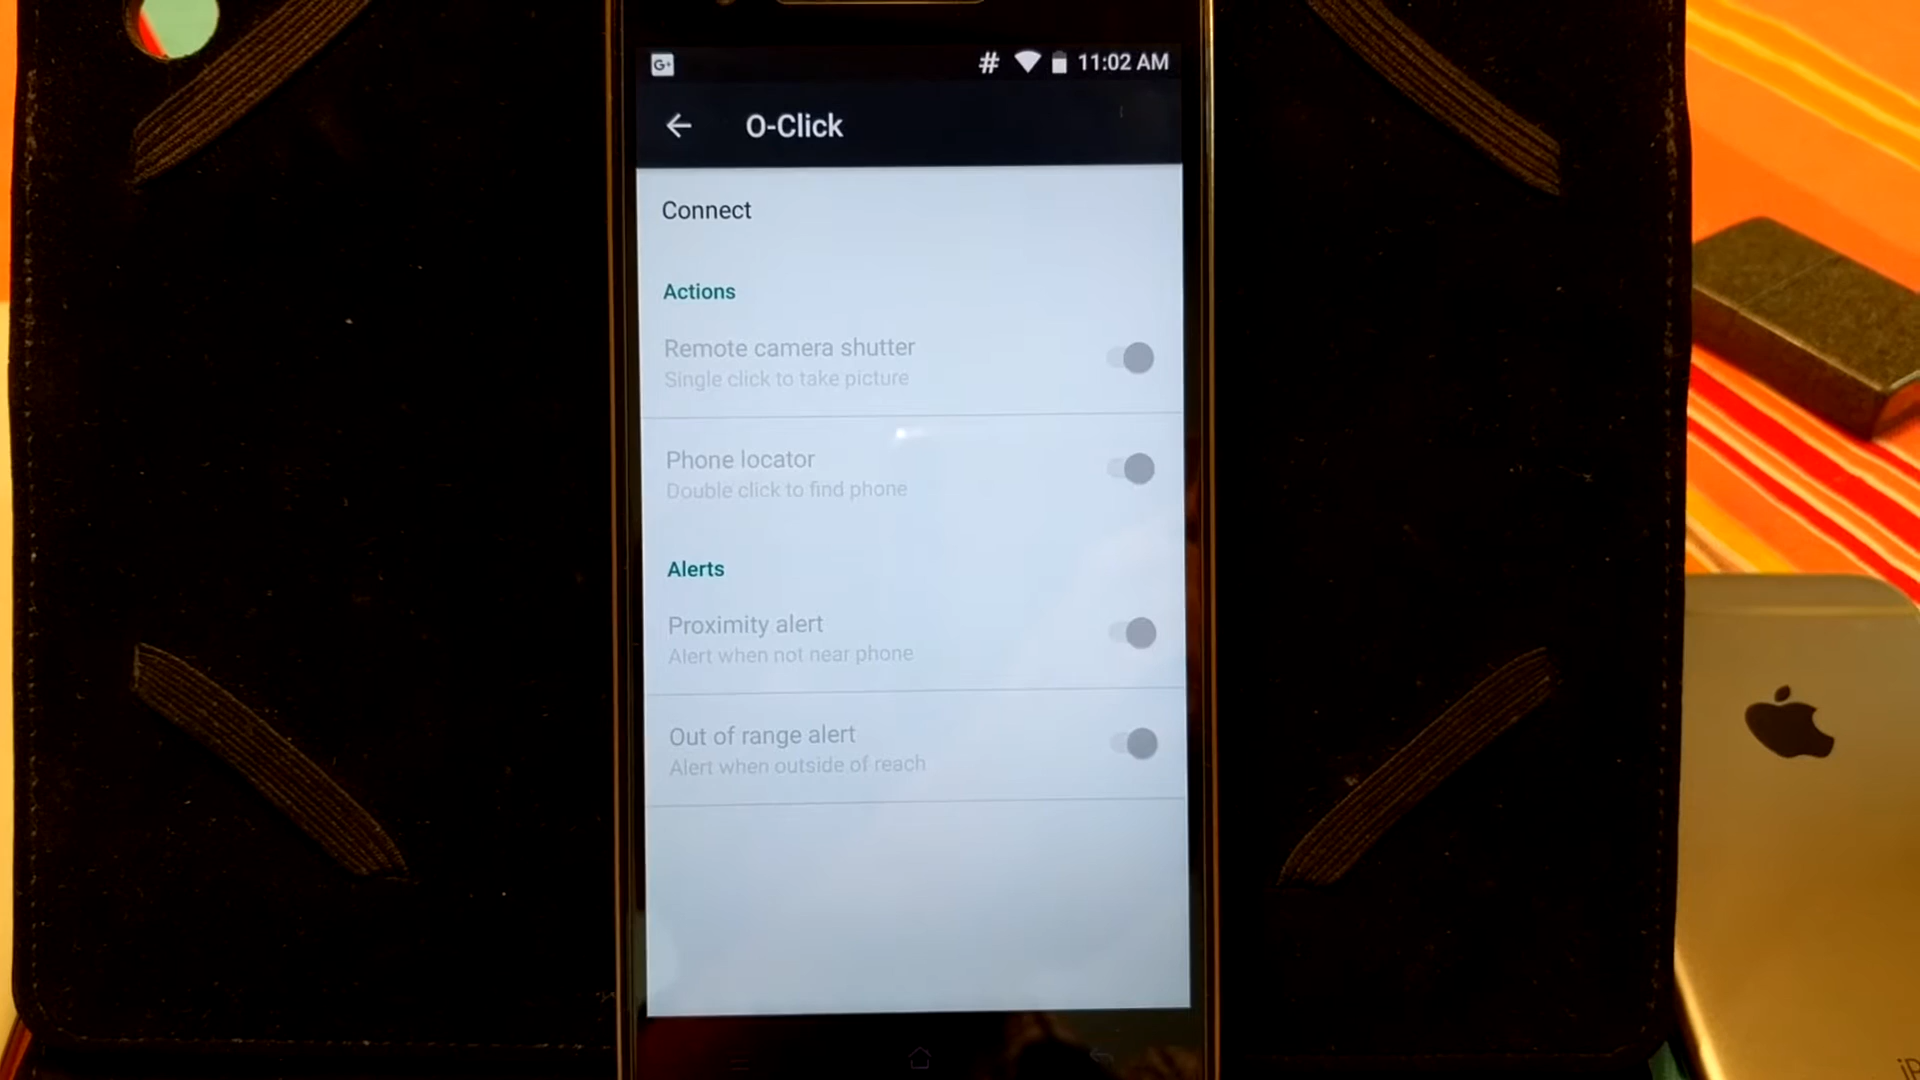 G+ # 11:02 AM
O-Click
Connect
Actions
Remote camera shutter
Single click to take picture
Phone locator
Double click to find phone
Alerts
Proximity alert
Alert when not near phone
Out of range alert
Alert when outside of reach
iP